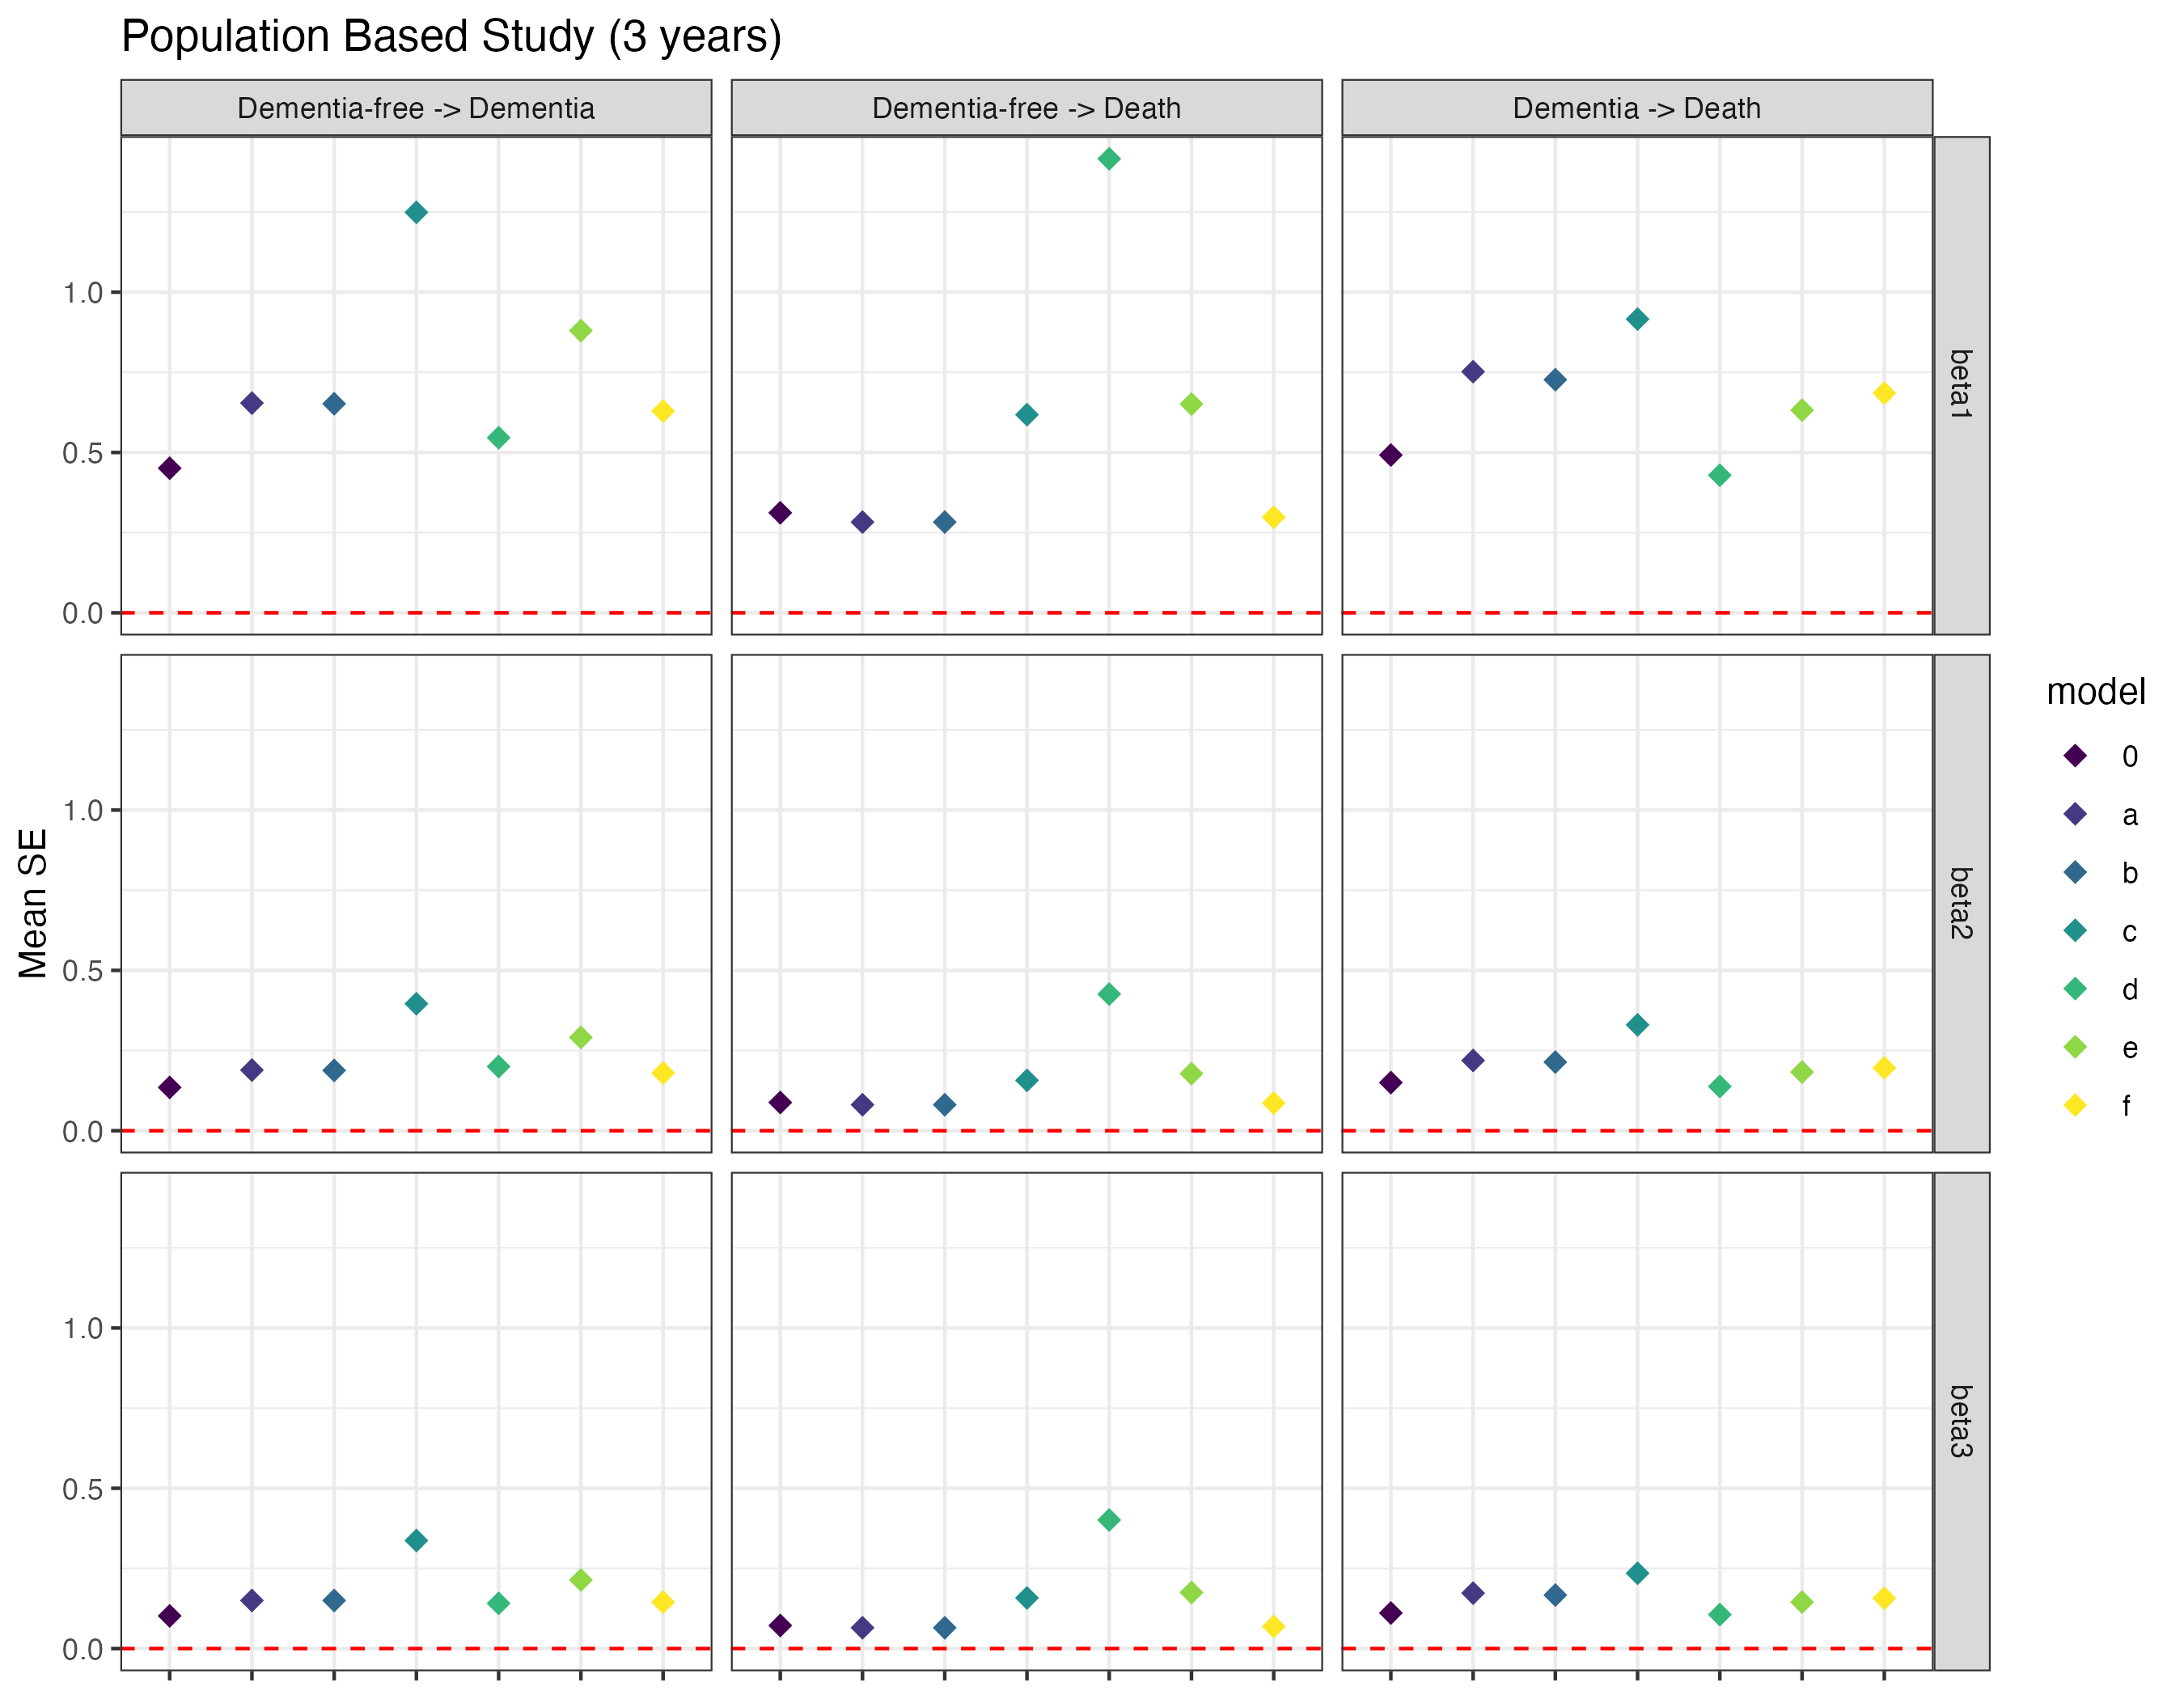 Population Based Study (3 years)
Dementia-free -> Dementia
Dementia-free -> Death
Dementia -> Death
1.0
0.5
0.0
beta1
1.0
0.5
0.0
beta2
1.0
0.5
0.0
beta3
Mean SE
model
0
a
b
c
d
e
f